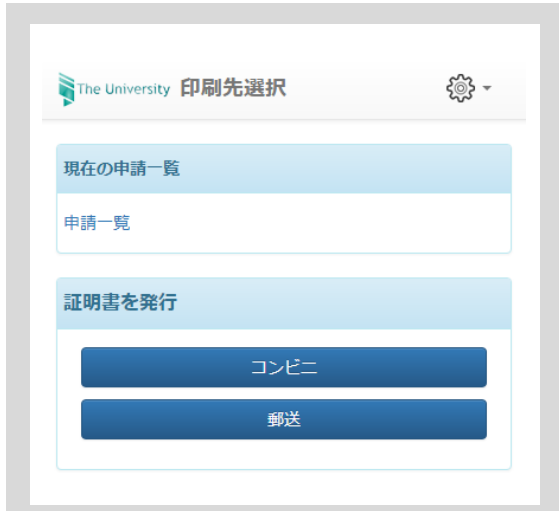 The University 印刷先選択
現在の申請一覧
申請一覧
証明書を発行
コンビニ
郵送